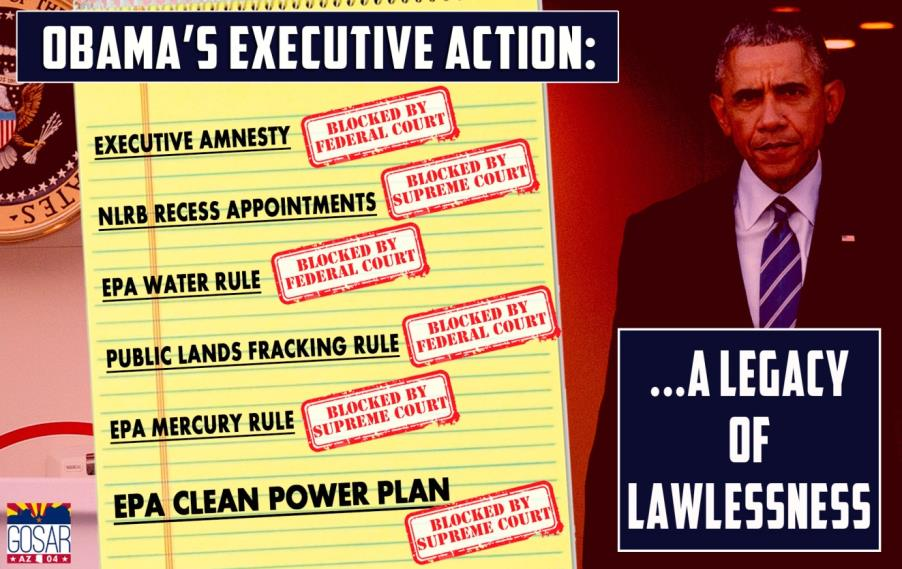 OBAMA'S EXECUTIVE ACTION:
EXECUTIVE AMNESTY
BLOCKED BY
FEDERAL COURT
NLRB RECESS APPOINTMENTS
BLOCKED BY
SUPREME COURT
EPA WATER RULE
BLOCKED BY
FEDERAL COURT
PUBLIC LANDS FRACKING RULE
BLOCKED BY
FEDERAL COURT
EPA MERCURY RULE
BLOCKED BY
SUPREME COURT
EPA CLEAN POWER PLAN
BLOCKED BY
SUPREME COURT
...A LEGACY
OF
LAWLESSNESS
GOSAR
AZ 04